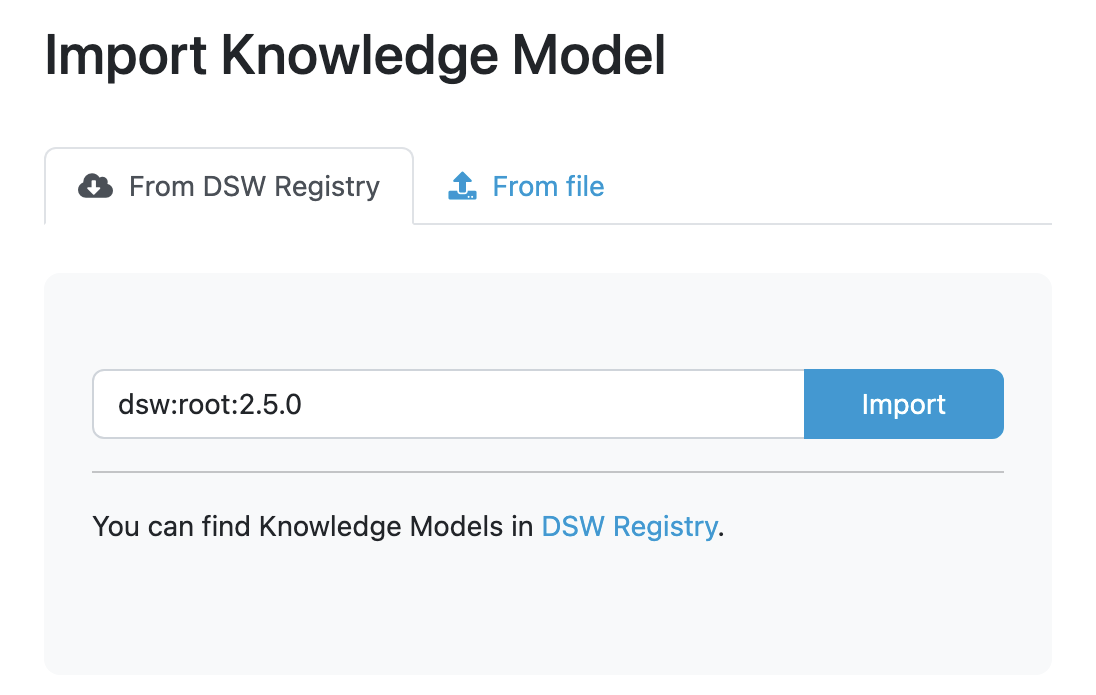 Import Knowledge Model
From DSW Registry
From file
dsw:root:2.5.0
Import
You can find Knowledge Models in DSW Registry.